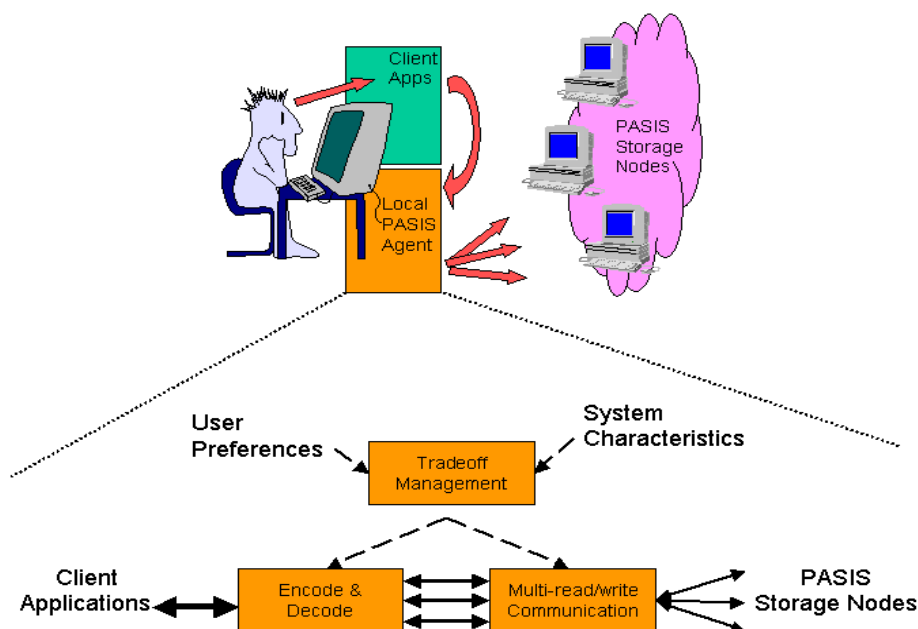 Client
Apps
PASIS
Storage
Nodes
Local
PASIS
Agent
User
Preferences
System
Characteristics
Tradeoff
Management
Client
Applications
Encode &
Decode
Multi-read/write
Communication
PASIS
Storage Nodes